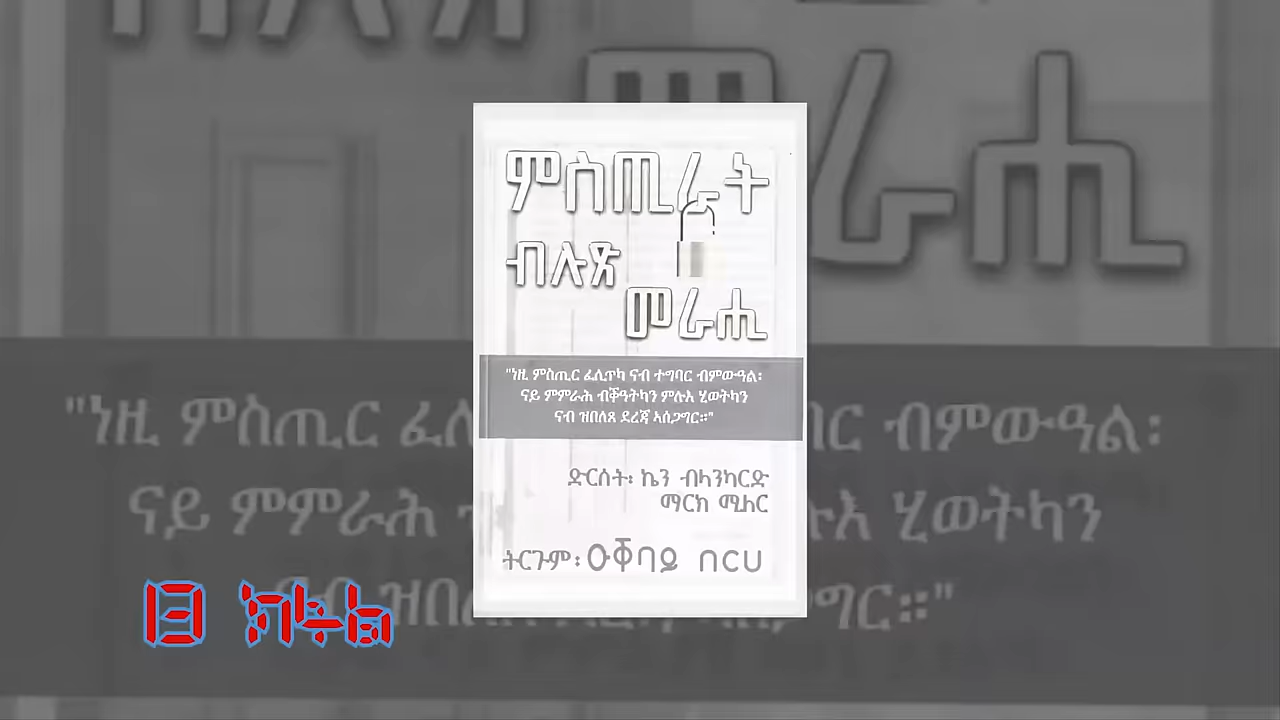 ምስጢራት
ብሉጽ
መራሒ
"ነዚ ምስጢር ፈሊጥካ ናብ ተግባር ብምውዓል፡
ናይ ምምራሕ ብቕዓትካን ምሉእ ሂወትካን
ናብ ዝበለጸ ደረጃ ኣሰጋግር።"
ድርሰት፡ ኬን ብላንካርድ
ማርክ ሚለር
ትርጉም፡ ዑቕባይ በርሀ
ክፋል